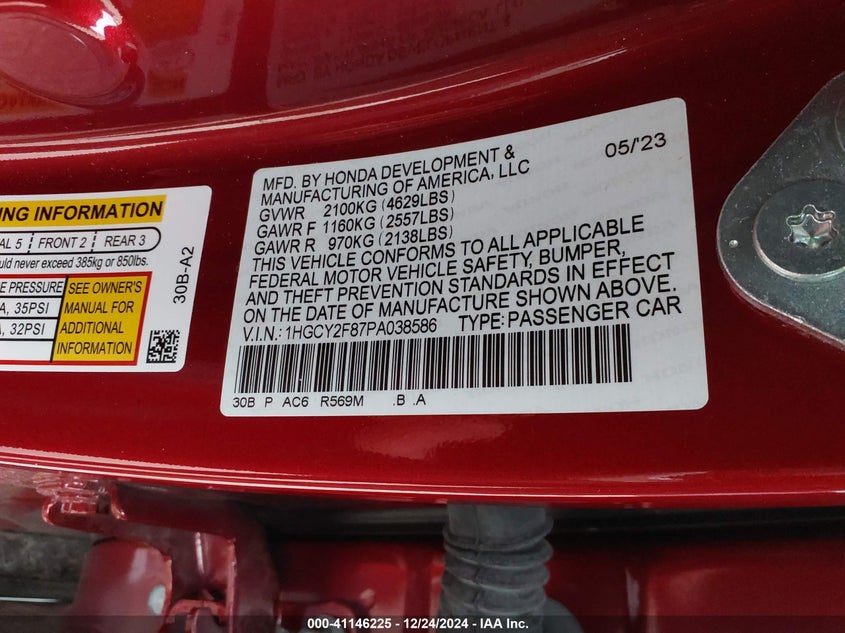 MFD. BY HONDA DEVELOPMENT & 05/'23
MANUFACTURING OF AMERICA, LLC
GVWR 2100KG (4629LBS)
GAWR F 1160KG (2557LBS)
GAWR R 970KG (2138LBS)
THIS VEHICLE CONFORMS TO ALL APPLICABLE
FEDERAL MOTOR VEHICLE SAFETY, BUMPER,
AND THEFT PREVENTION STANDARDS IN EFFECT
ON THE DATE OF MANUFACTURE SHOWN ABOVE.
V.I.N.: 1HGCY2F87PA038586 TYPE: PASSENGER CAR
30B P AC6 R569M .B .A
NG INFORMATION
AL 5 FRONT 2 REAR 3
ould never exceed 385kg or 850lbs.
E PRESSURE
A, 35PSI
A, 32PSI
SEE OWNER'S
MANUAL FOR
ADDITIONAL
INFORMATION
30B-A2
000-41146225 - 12/24/2024 - IAA Inc.